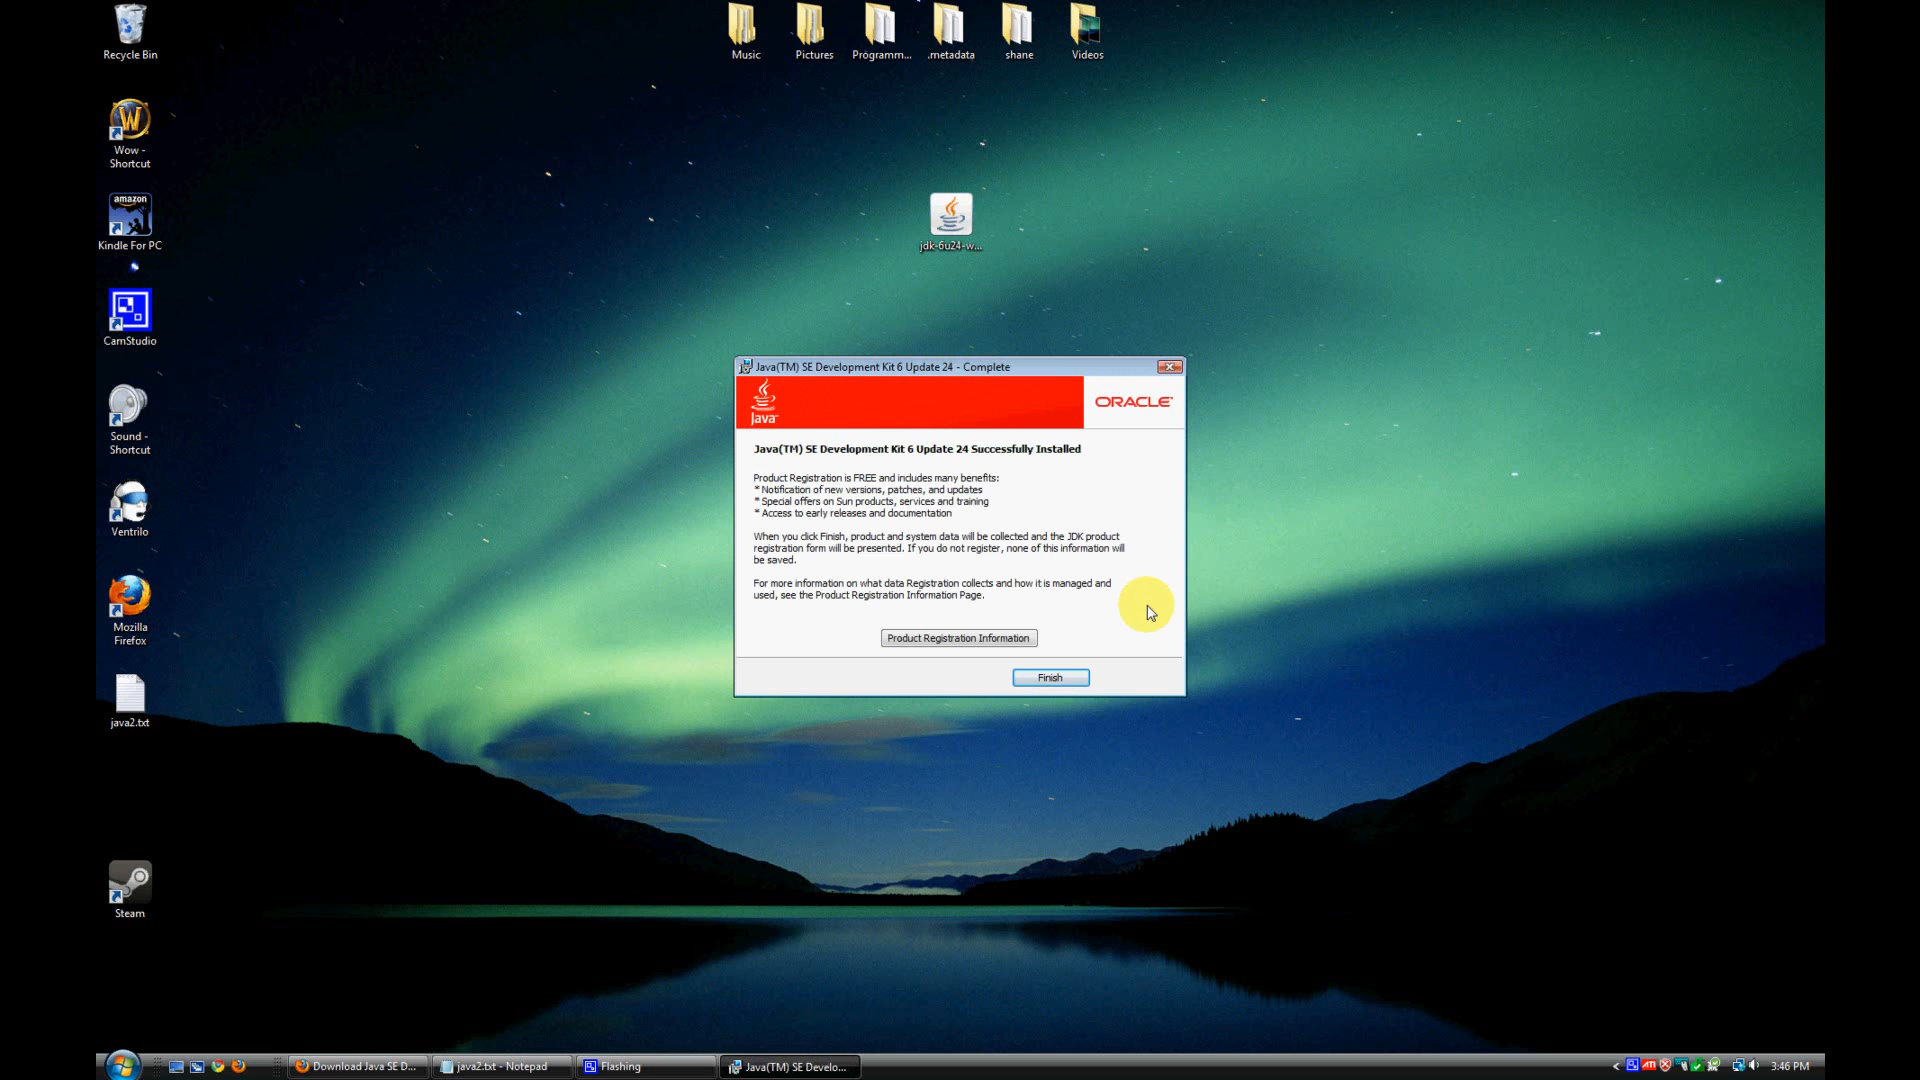 Recycle Bin
Music
Pictures
Programm...
.metadata
shane
Videos
Wow -
Shortcut
amazon
Kindle For PC
jdk-6u24-w...
CamStudio
Sound -
Shortcut
Ventrilo
Mozilla
Firefox
java2.txt
Steam
Java(TM) SE Development Kit 6 Update 24 - Complete
Java
ORACLE
Java(TM) SE Development Kit 6 Update 24 Successfully Installed
Product Registration is FREE and includes many benefits:
* Notification of new versions, patches, and updates
* Special offers on Sun products, services and training
* Access to early releases and documentation
When you click Finish, product and system data will be collected and the JDK product
registration form will be presented. If you do not register, none of this information will
be saved.
For more information on what data Registration collects and how it is managed and
used, see the Product Registration Information Page.
Product Registration Information
Finish
Download Java SE D...
java2.txt - Notepad
Flashing
Java(TM) SE Develo...
ATI
3:46 PM